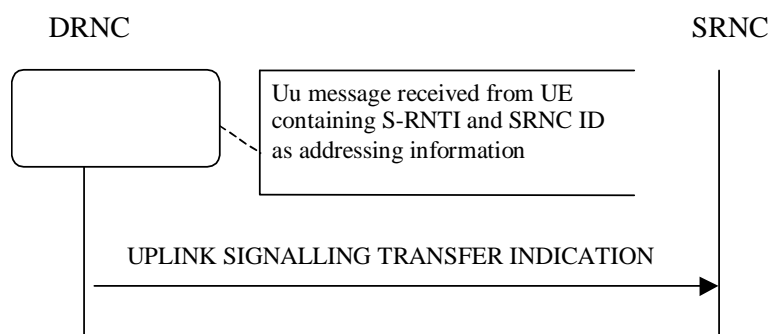 DRNC
SRNC
Uu message received from UE
containing S-RNTI and SRNC ID
as addressing information
UPLINK SIGNALLING TRANSFER INDICATION